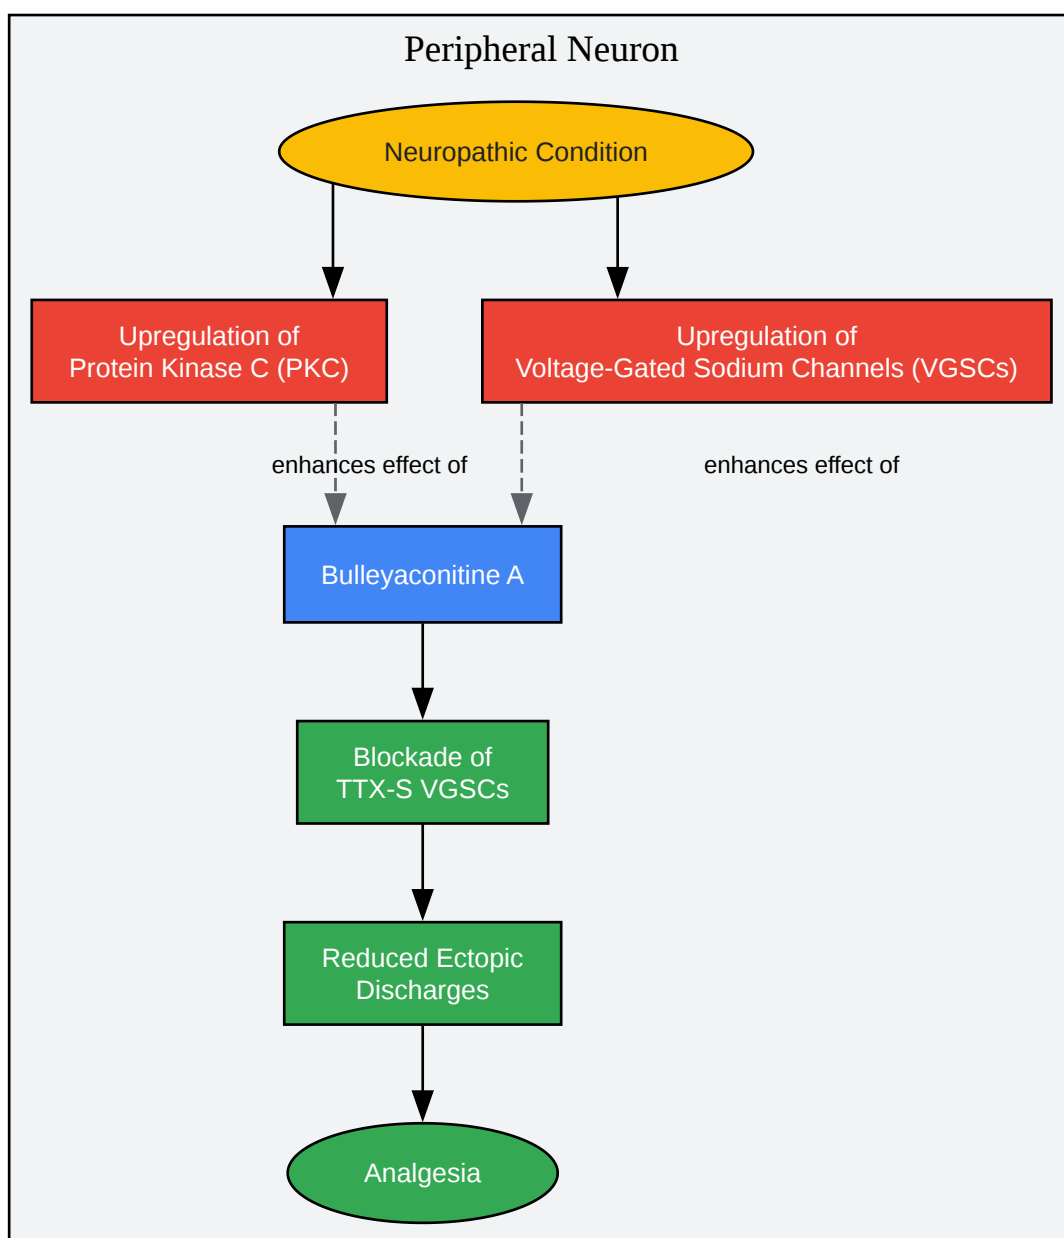 Peripheral Neuron
Neuropathic Condition
Upregulation of
Protein Kinase C (PKC)
Upregulation of
Voltage-Gated Sodium Channels (VGSCs)
enhances effect of
enhances effect of
Bulleyaconitine A
Blockade of
TTX-S VGSCs
Reduced Ectopic
Discharges
Analgesia